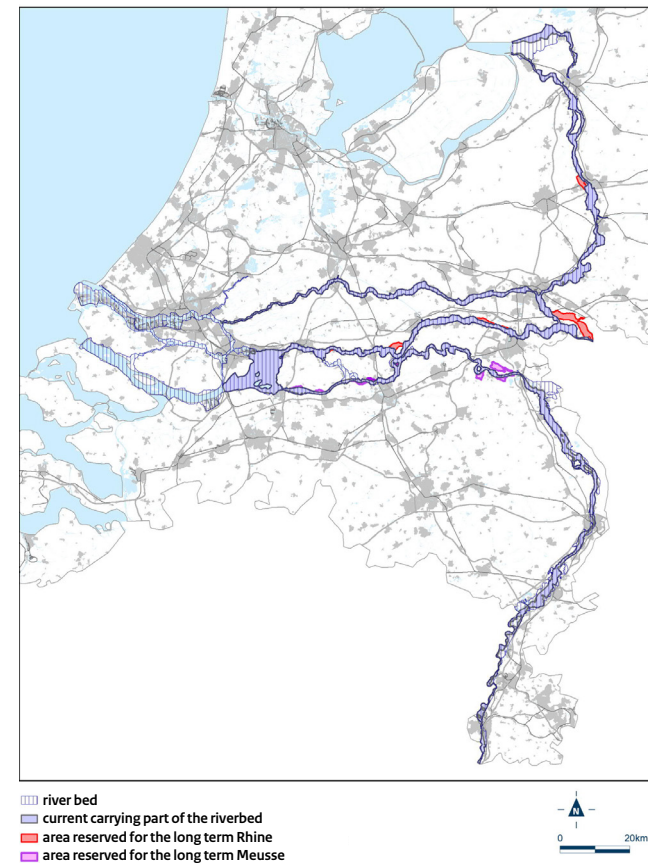 river bed
current carrying part of the riverbed
area reserved for the long term Rhine
area reserved for the long term Meusse
N
0 20km